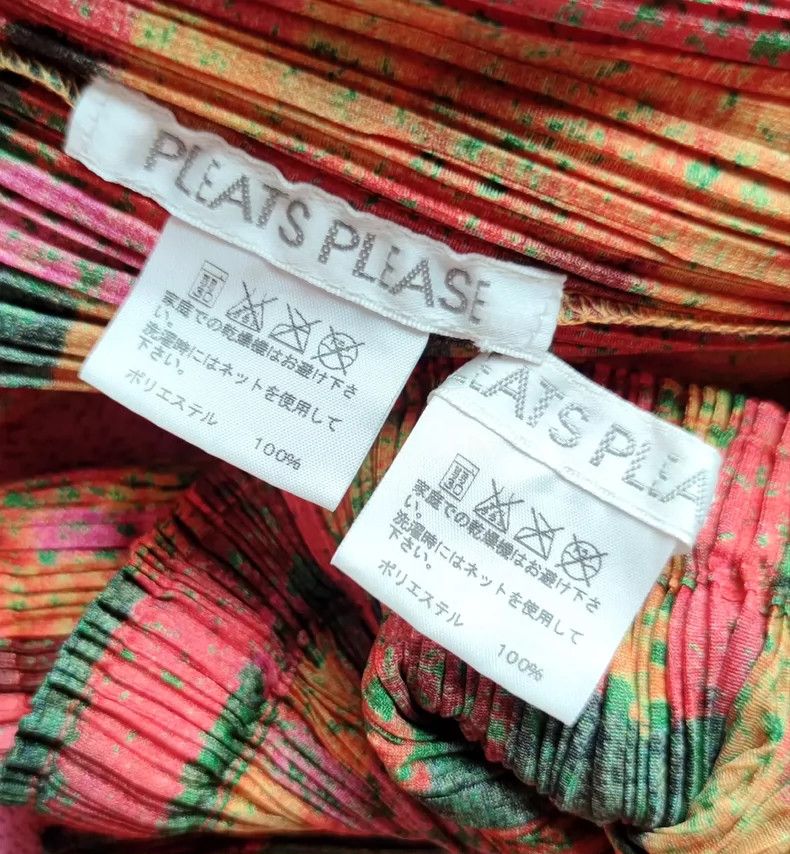 PLEATS PLEASE
家庭での乾燥機はお避け下さ
い。
洗濯時にはネットを使用して
下さい。
ポリエステル
100%
EATS PLEA
家庭での乾燥機はお避け下さ
い。
洗濯時にはネットを使用して
下さい。
ポリエステル
100%